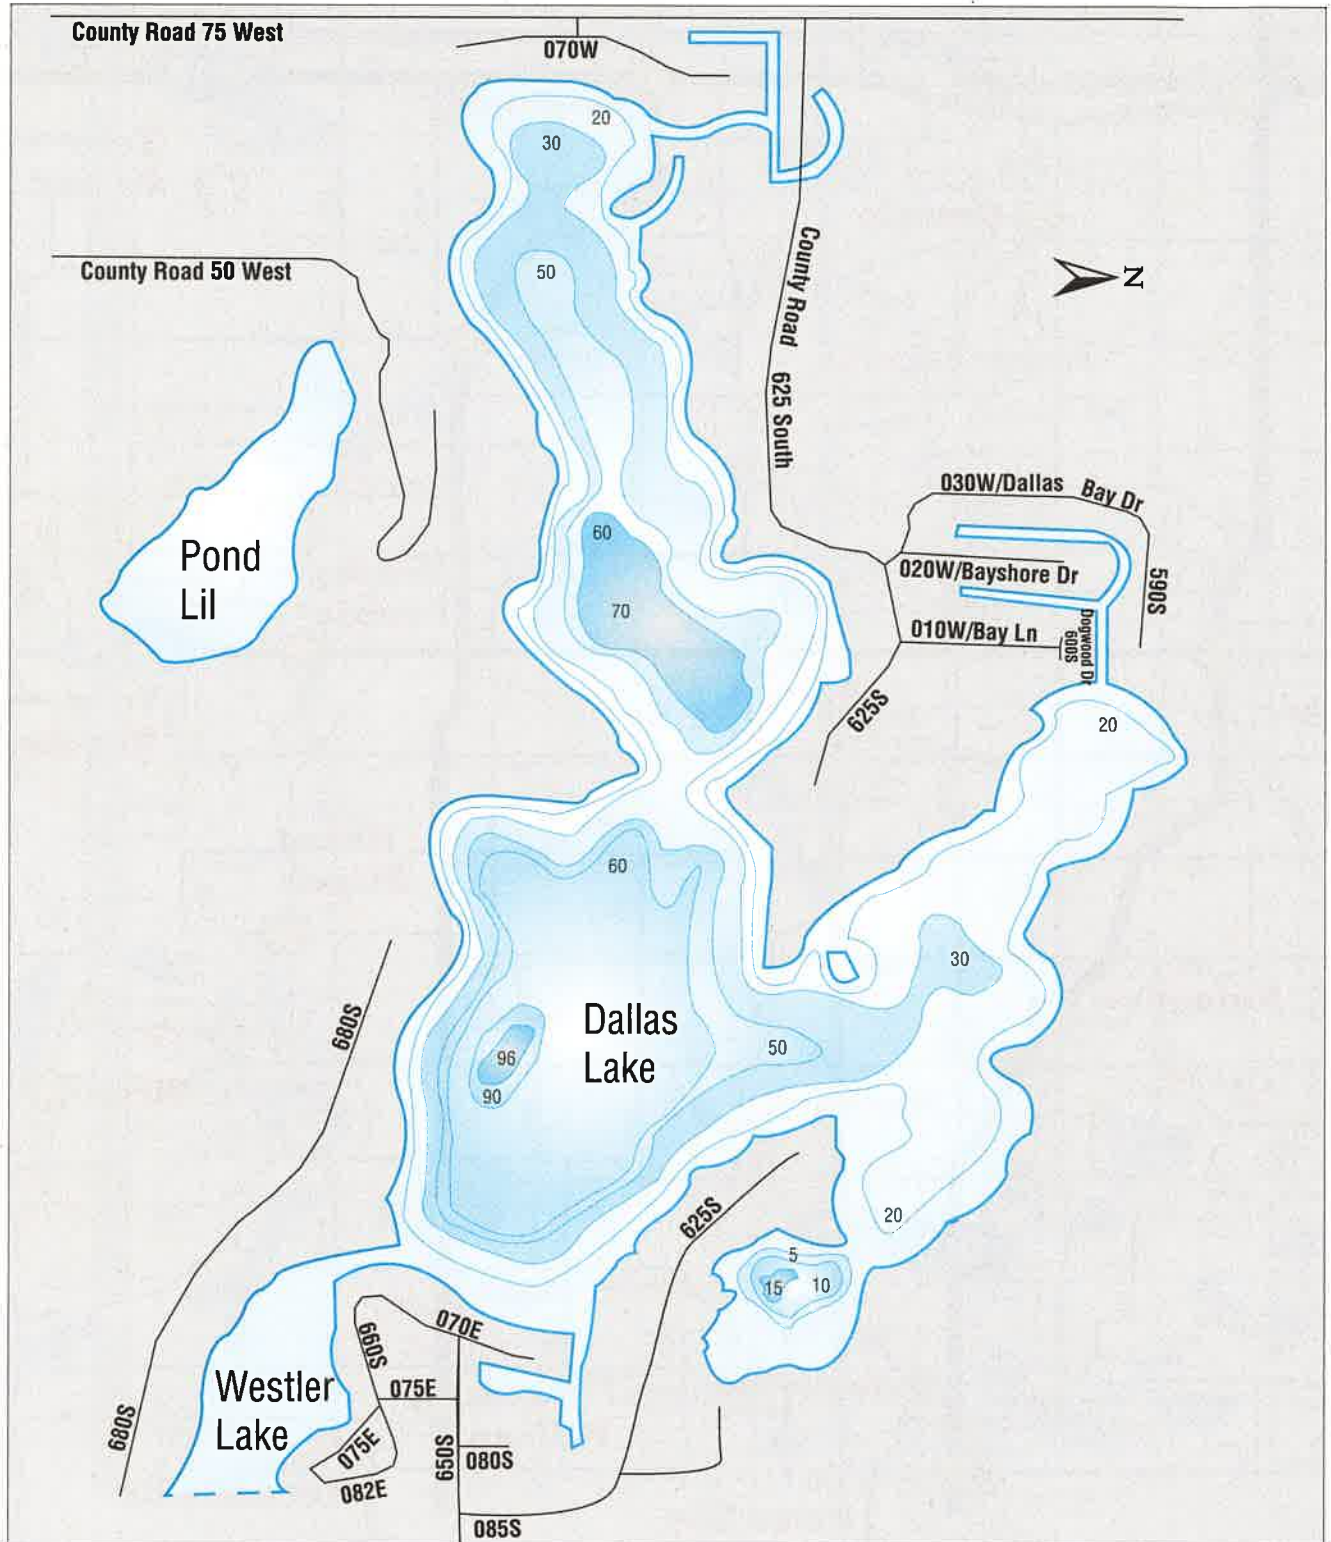 County Road 75 West
070W
20
30
County Road 625 South
N
County Road 50 West
50
030W/Dallas Bay Dr
60
Pond
Lil
020W/Bayshore Dr
590S
70
010W/Bay Ln
600S
Dogwood Dr
625S
20
60
30
680S
Dallas
Lake
50
96
90
625S
20
5
15
10
070E
660S
Westler
Lake
075E
680S
075E
650S
080S
082E
085S